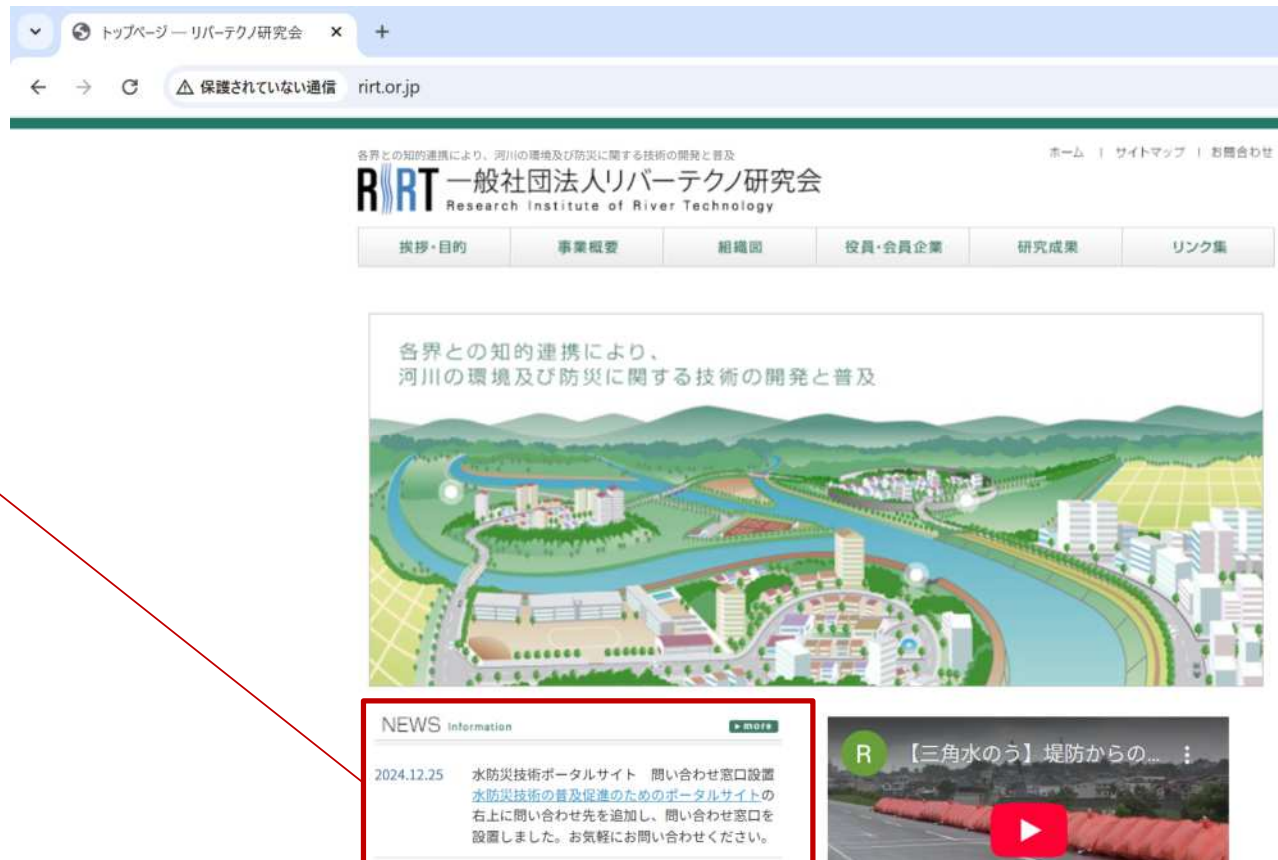 トップページ — リバーテクノ研究会
保護されていない通信 rirt.or.jp
各界との知的連携により、河川の環境及び防災に関する技術の開発と普及
ホーム | サイトマップ | お問合わせ
RIRT 一般社団法人リバーテクノ研究会
Research Institute of River Technology
挨拶・目的 事業概要 組織図 役員・会員企業 研究成果 リンク集
各界との知的連携により、
河川の環境及び防災に関する技術の開発と普及
NEWS Information more
R 【三角水のう】堤防からの...
2024.12.25 水防災技術ポータルサイト 問い合わせ窓口設置
水防災技術の普及促進のためのポータルサイトの
右上に問い合わせ先を追加し、問い合わせ窓口を
設置しました。お気軽にお問い合わせください。